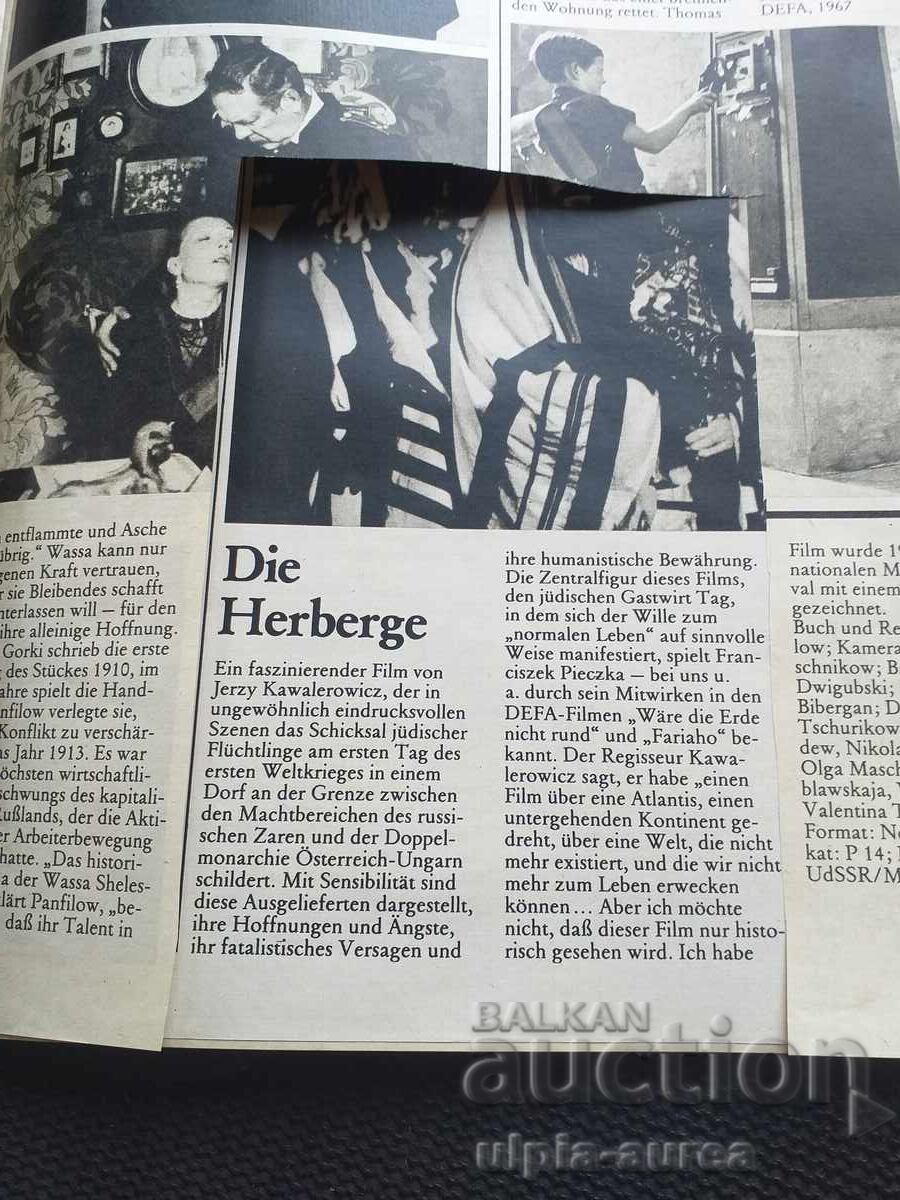 den Wohnung rettet. Thomas
DEFA, 1967
entflammte und Asche
übrig.“ Wassa kann nur
genen Kraft vertrauen,
sie Bleibendes schafft
nterlassen will – für den
ihre alleinige Hoffnung.
Gorki schrieb die erste
des Stückes 1910, im
ahre spielt die Hand-
nfilow verlegte sie,
Konflikt zu verschär-
s Jahr 1913. Es war
öchsten wirtschaftli-
schwungs des kapitali-
Rußlands, der die Akti-
er Arbeiterbewegung
hatte. „Das histori-
a der Wassa Sheles-
lärt Panfilow, „be-
daß ihr Talent in
Die
Herberge
Ein faszinierender Film von
Jerzy Kawalerowicz, der in
ungewöhnlich eindrucksvollen
Szenen das Schicksal jüdischer
Flüchtlinge am ersten Tag des
ersten Weltkrieges in einem
Dorf an der Grenze zwischen
den Machtbereichen des russi-
schen Zaren und der Doppel-
monarchie Österreich-Ungarn
schildert. Mit Sensibilität sind
diese Ausgelieferten dargestellt,
ihre Hoffnungen und Ängste,
ihr fatalistisches Versagen und
ihre humanistische Bewährung.
Die Zentralfigur dieses Films,
den jüdischen Gastwirt Tag,
in dem sich der Wille zum
„normalen Leben“ auf sinnvolle
Weise manifestiert, spielt Fran-
ciszek Pieczka – bei uns u.
a. durch sein Mitwirken in den
DEFA-Filmen „Wäre die Erde
nicht rund“ und „Fariaho“ be-
kannt. Der Regisseur Kawa-
lerowicz sagt, er habe „einen
Film über eine Atlantis, einen
untergehenden Kontinent ge-
dreht, über eine Welt, die nicht
mehr existiert, und die wir nicht
mehr zum Leben erwecken
können... Aber ich möchte
nicht, daß dieser Film nur histo-
risch gesehen wird. Ich habe
Film wurde 19
nationalen M
val mit einem
gezeichnet.
Buch und Re
low; Kamera
schnikow; B
Dwigubski;
Bibergan; D
Tschurikow
dew, Nikola
Olga Masch
blawskaja,
Valentina T
Format: No
kat: P 14;
UdSSR/M
BALKAN
auction
ulpia-aurea